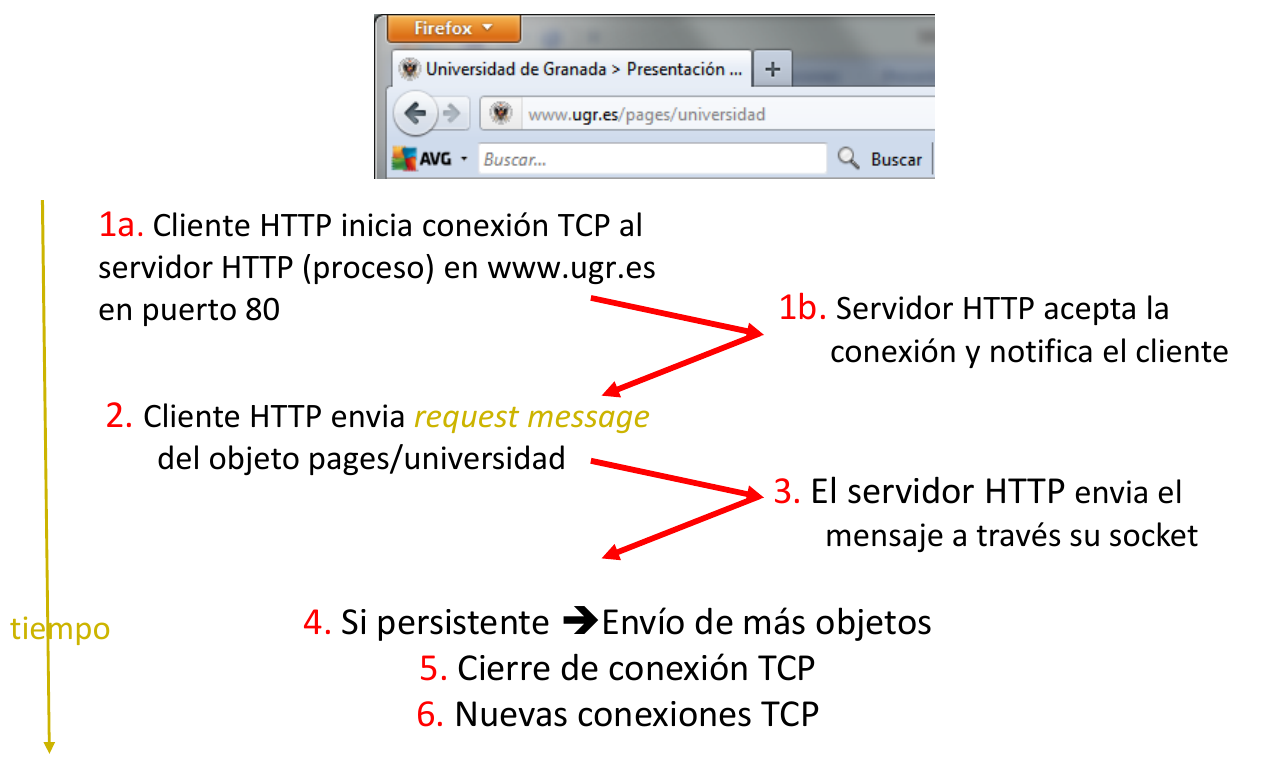 Firefox
Universidad de Granada > Presentación ...
www.ugr.es/pages/universidad
AVG Buscar... Buscar
1a. Cliente HTTP inicia conexión TCP al
servidor HTTP (proceso) en www.ugr.es
en puerto 80
1b. Servidor HTTP acepta la
conexión y notifica el cliente
2. Cliente HTTP envia request message
del objeto pages/universidad
3. El servidor HTTP envia el
mensaje a través su socket
tiempo
4. Si persistente ➔Envío de más objetos
5. Cierre de conexión TCP
6. Nuevas conexiones TCP